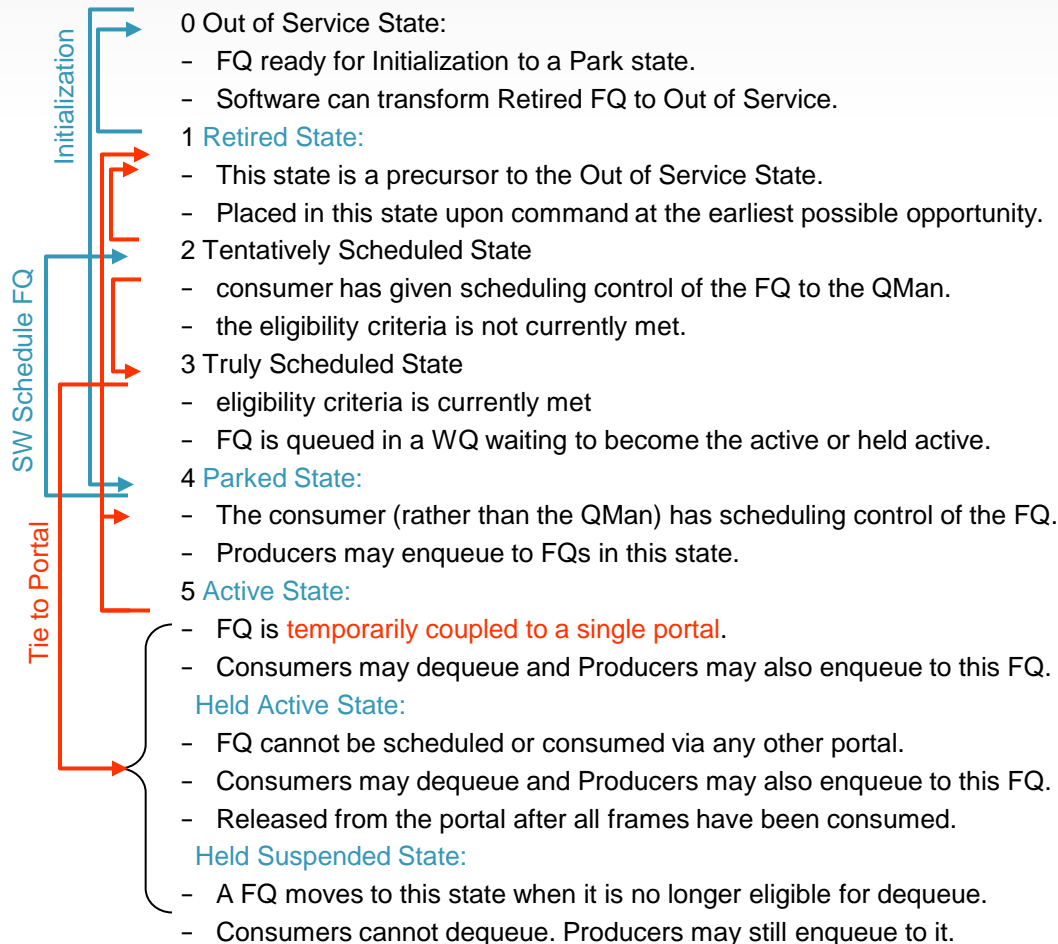 0 Out of Service State:
– FQ ready for Initialization to a Park state.
– Software can transform Retired FQ to Out of Service.
1 Retired State:
– This state is a precursor to the Out of Service State.
– Placed in this state upon command at the earliest possible opportunity.
2 Tentatively Scheduled State
– consumer has given scheduling control of the FQ to the QMan.
– the eligibility criteria is not currently met.
3 Truly Scheduled State
– eligibility criteria is currently met
– FQ is queued in a WQ waiting to become the active or held active.
4 Parked State:
– The consumer (rather than the QMan) has scheduling control of the FQ.
– Producers may enqueue to FQs in this state.
5 Active State:
– FQ is temporarily coupled to a single portal.
– Consumers may dequeue and Producers may also enqueue to this FQ.
Held Active State:
– FQ cannot be scheduled or consumed via any other portal.
– Consumers may dequeue and Producers may also enqueue to this FQ.
– Released from the portal after all frames have been consumed.
Held Suspended State:
– A FQ moves to this state when it is no longer eligible for dequeue.
– Consumers cannot dequeue. Producers may still enqueue to it.
Initialization
SW Schedule FQ
Tie to Portal